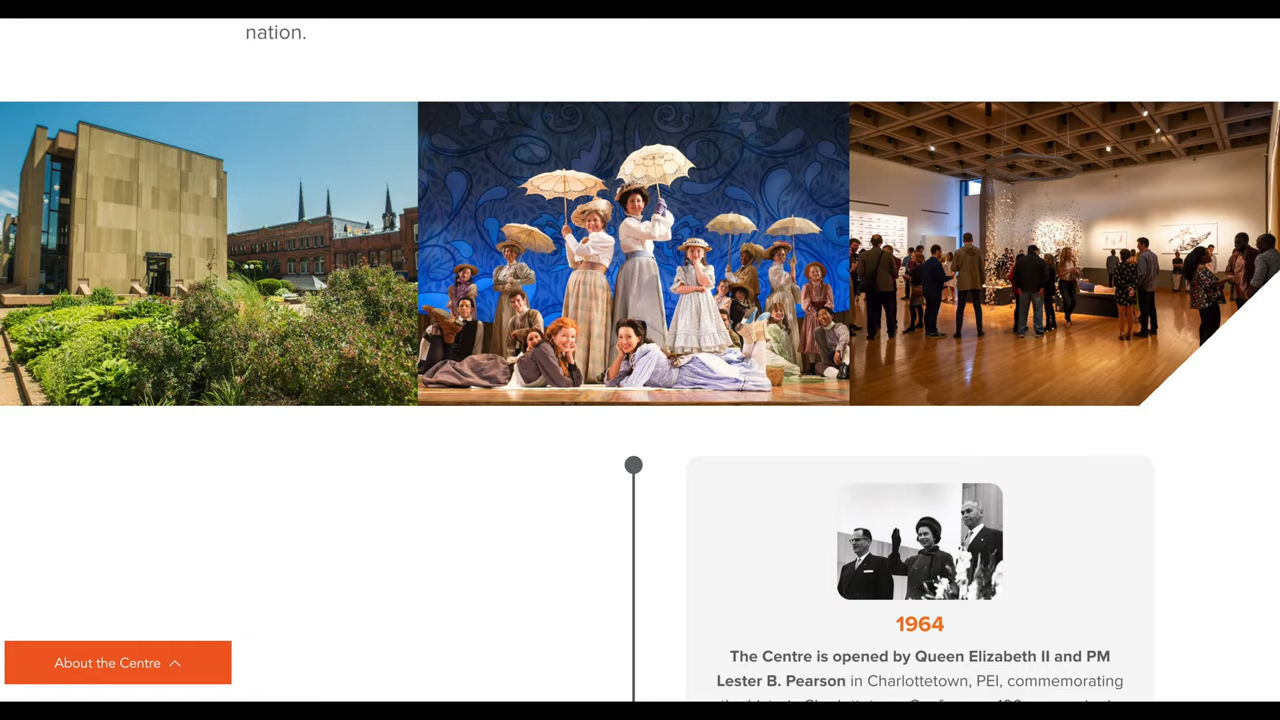 nation.
1964
The Centre is opened by Queen Elizabeth II and PM
Lester B. Pearson in Charlottetown, PEI, commemorating
About the Centre